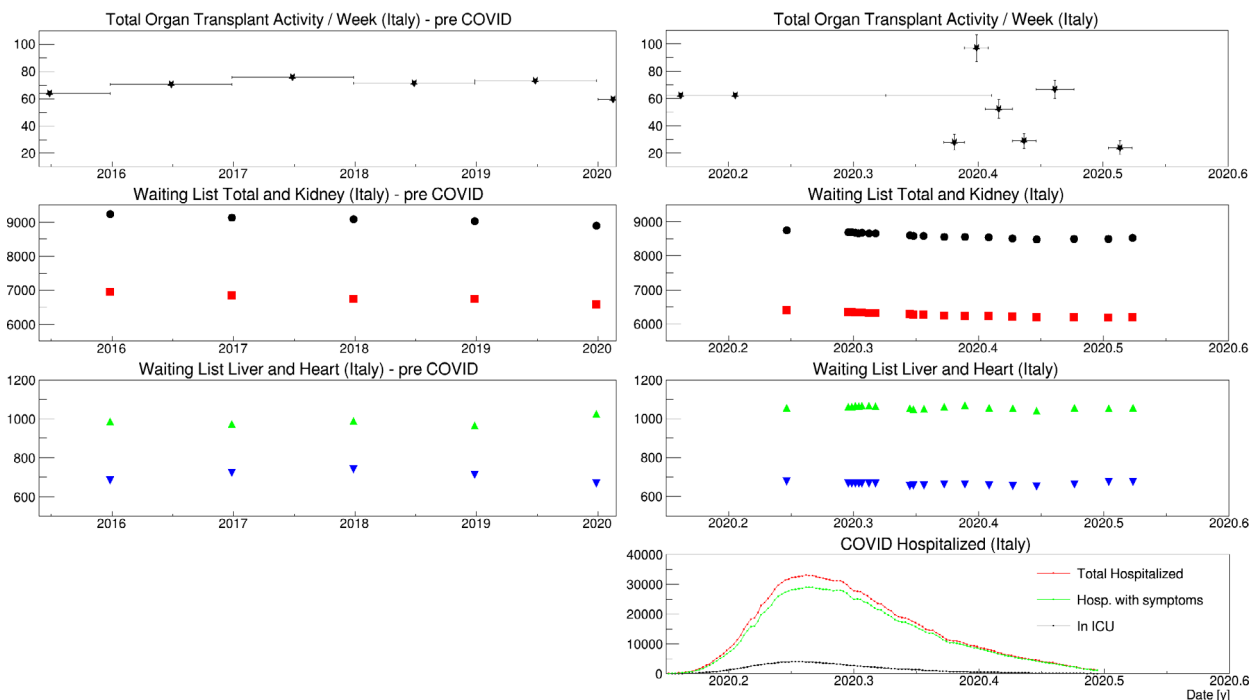 Total Organ Transplant Activity / Week (Italy) - pre COVID
100
80
60
40
20
2016 2017 2018 2019 2020
Total Organ Transplant Activity / Week (Italy)
100
80
60
40
20
2020.2 2020.3 2020.4 2020.5 2020.6
Waiting List Total and Kidney (Italy) - pre COVID
9000
8000
7000
6000
2016 2017 2018 2019 2020
Waiting List Total and Kidney (Italy)
9000
8000
7000
6000
2020.2 2020.3 2020.4 2020.5 2020.6
Waiting List Liver and Heart (Italy) - pre COVID
1200
1000
800
600
2016 2017 2018 2019 2020
Waiting List Liver and Heart (Italy)
1200
1000
800
600
2020.2 2020.3 2020.4 2020.5 2020.6
COVID Hospitalized (Italy)
40000
30000
20000
10000
0
Total Hospitalized
Hosp. with symptoms
In ICU
2020.2 2020.3 2020.4 2020.5 2020.6
Date [y]